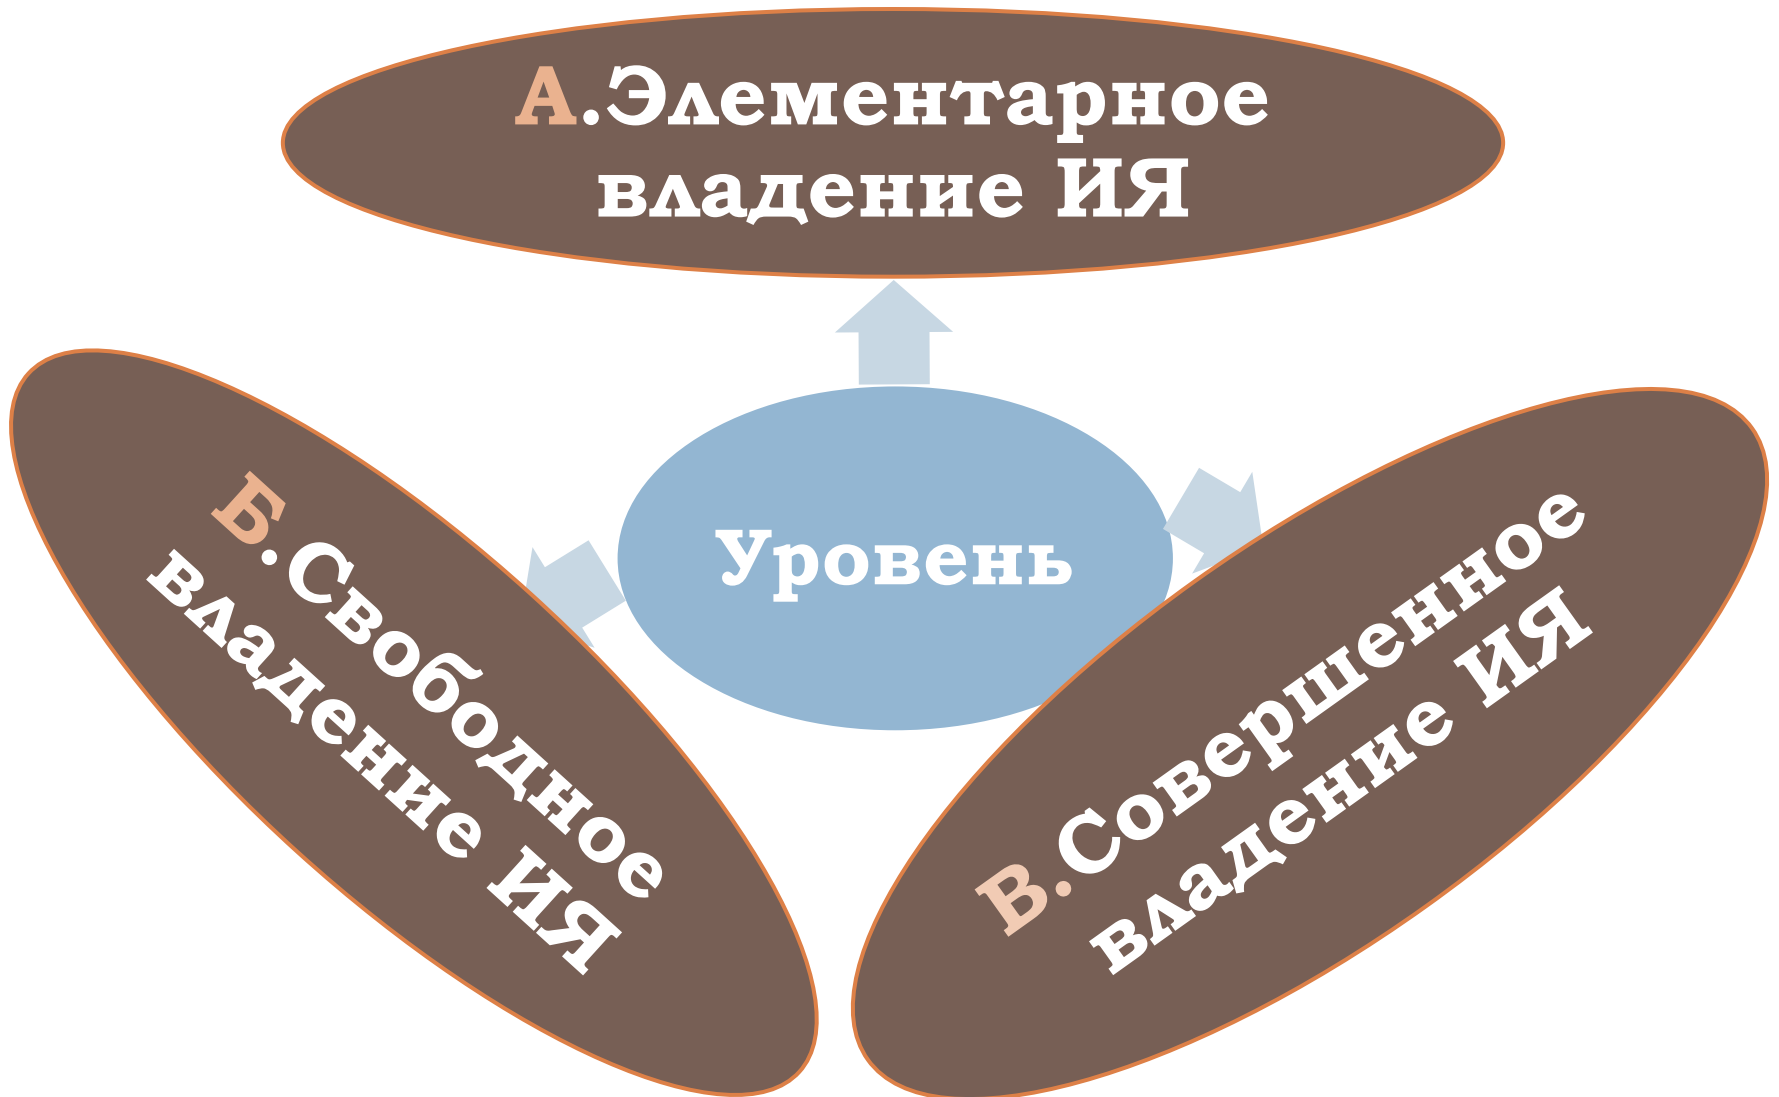 А.Элементарное
владение ИЯ
Уровень
Б.Свободное
владение ИЯ
В.Совершенное
владение ИЯ